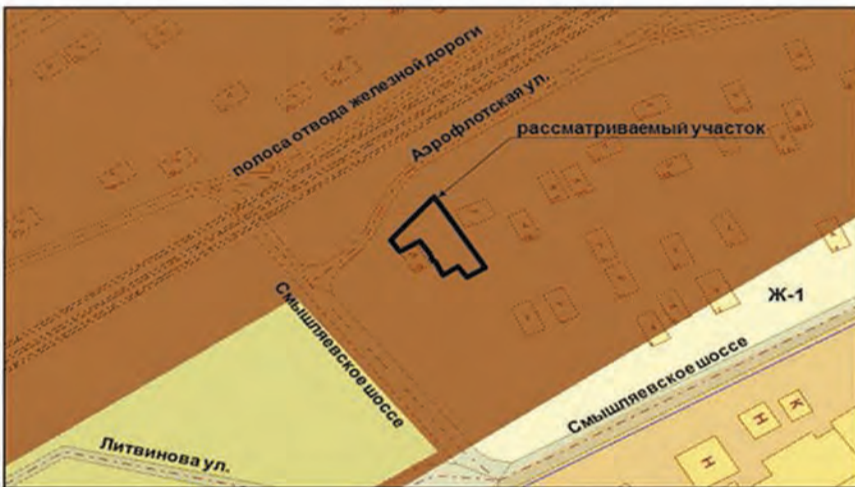 полоса отвода железной дороги
Аэрофлотская ул.
рассматриваемый участок
Смышляевское шоссе
Ж-1
Смышляевское шоссе
Литвинова ул.
Н
Н
К